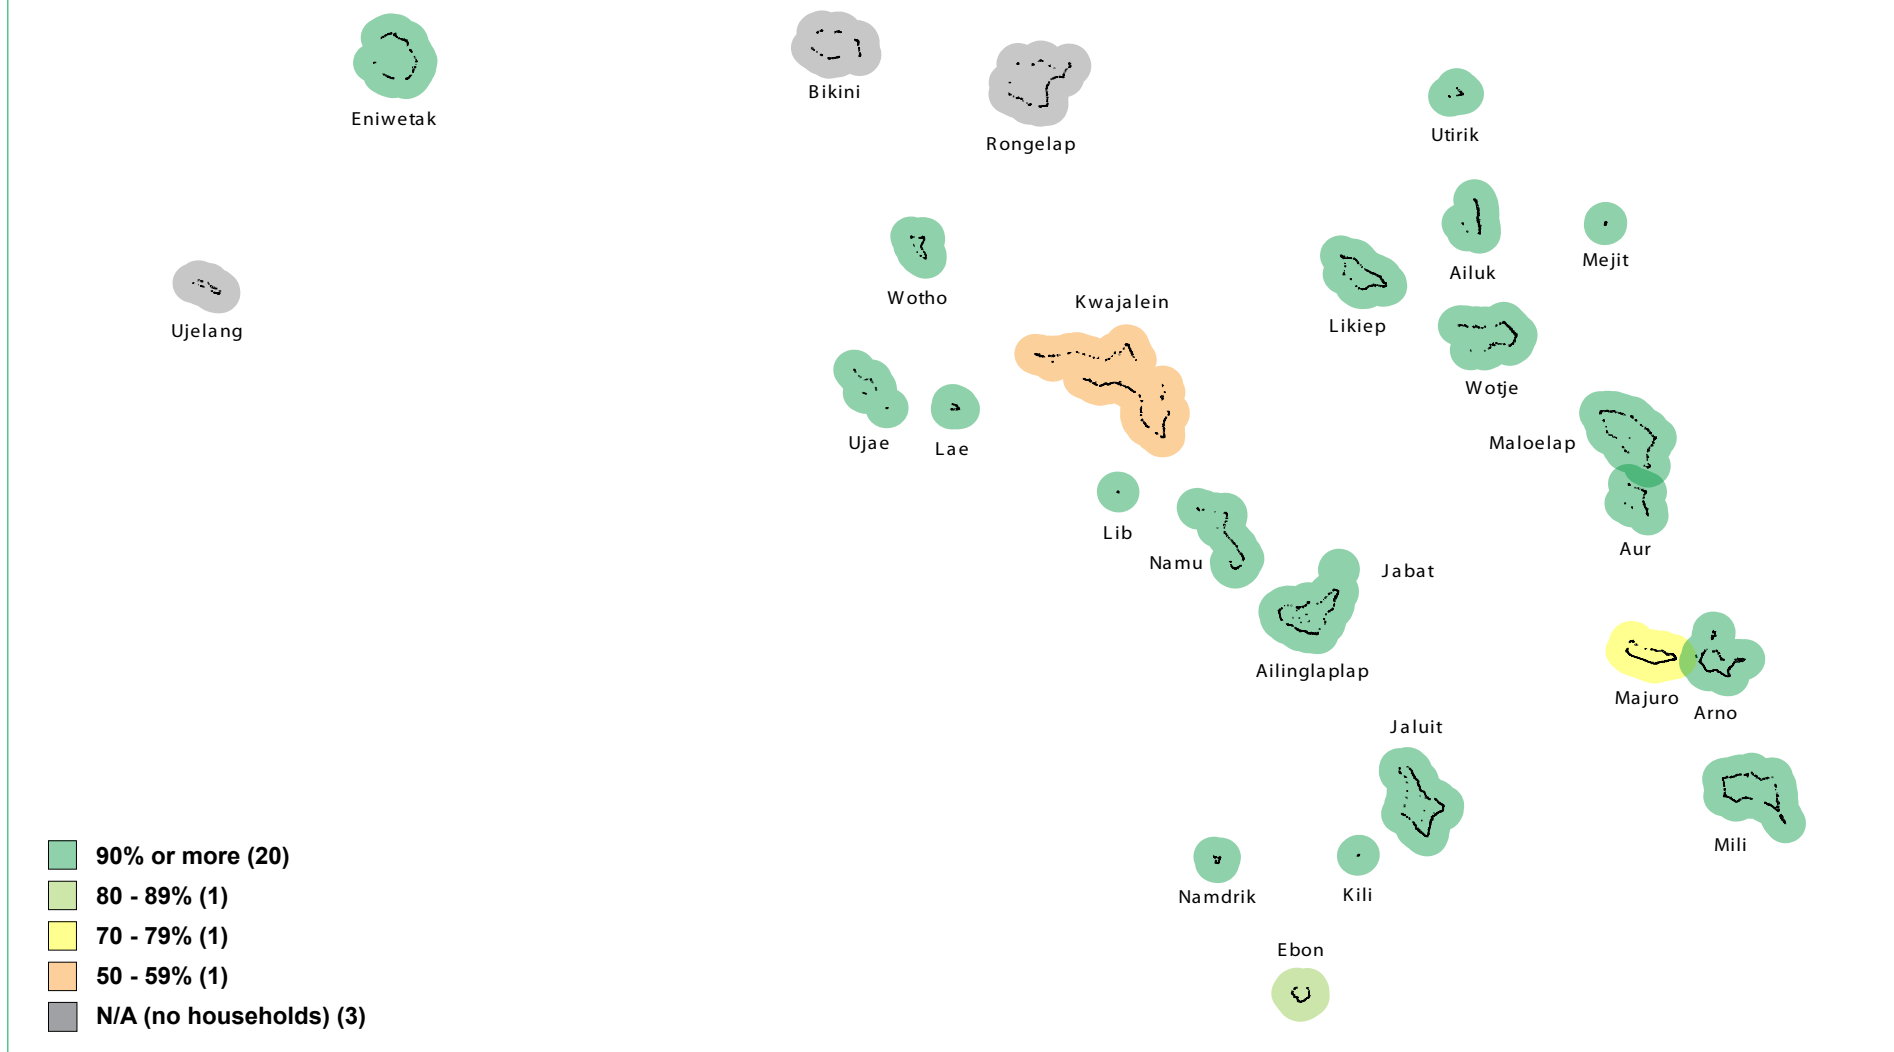 Bikini
Eniwetak
Utirik
Rongelap
Mejit
Ailuk
Wotho
Kwajalein
Likiep
Ujelang
Wotje
Ujae
Maloelap
Lae
Lib
Aur
Namu
Jabat
Ailinglaplap
Majuro
Arno
Jaluit
Mili
Kili
Namdrik
Ebon
90% or more (20)
80 - 89% (1)
70 - 79% (1)
50 - 59% (1)
N/A (no households) (3)